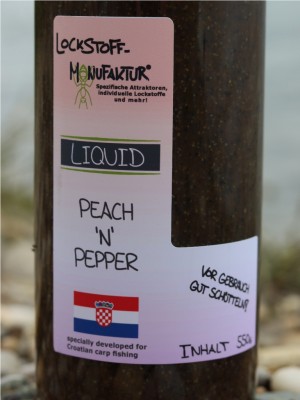 LOCKSTOFF-
MANUFAKTUR®
Spezifische Attraktoren,
individuelle Lockstoffe
und mehr!
LIQUID
PEACH
'N'
PEPPER
VOR GEBRAUCH
GUT SCHÜTTELN!
specially developed for
Croatian carp fishing
INHALT 550g